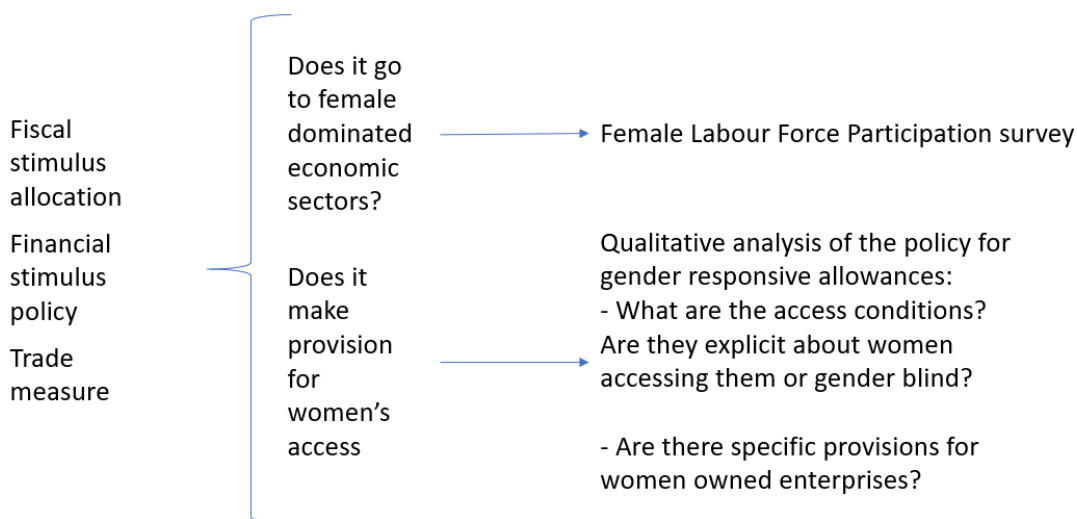 Fiscal
stimulus
allocation
Financial
stimulus
policy
Trade
measure
Does it go
to female
dominated
economic
sectors?
Does it
make
provision
for
women's
access
Female Labour Force Participation survey
Qualitative analysis of the policy for
gender responsive allowances:
- What are the access conditions?
Are they explicit about women
accessing them or gender blind?
- Are there specific provisions for
women owned enterprises?